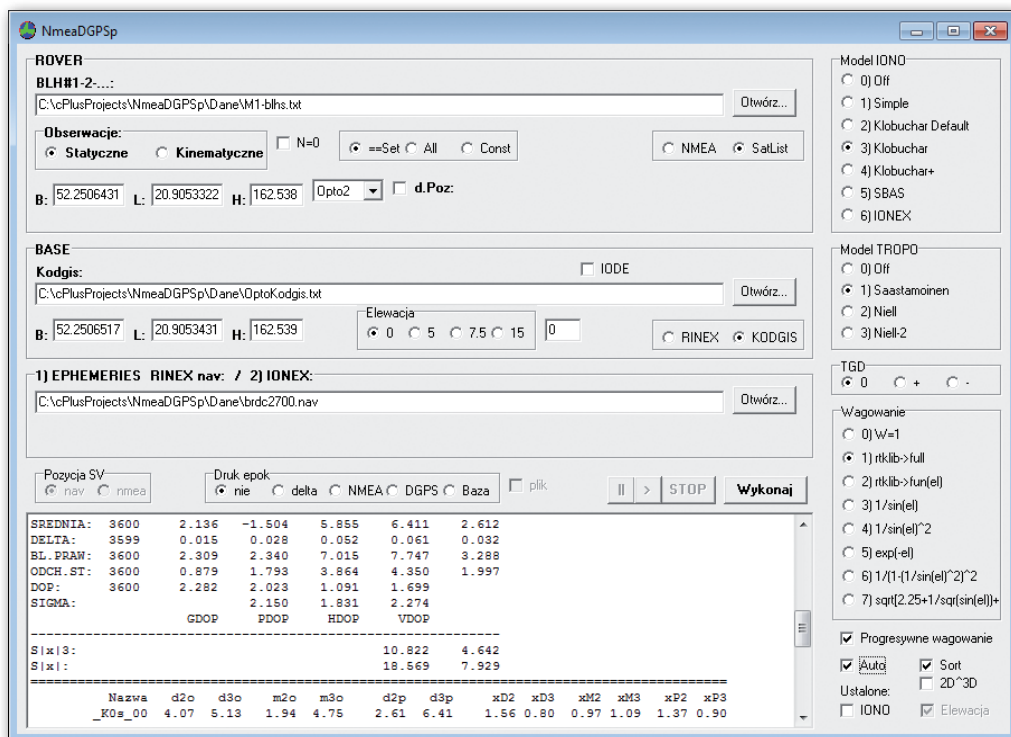 NmeaDGPSp
ROVER
BLH#1-2-...:
C:\cPlusProjects\NmeaDGPSp\Dane\M1-blhs.txt
Otwórz...
Obserwacje:
Statyczne Kinematyczne
N=0
==Set All Const
NMEA SatList
B: 52.2506431 L: 20.9053322 H: 162.538 Opto2 d.Poz:
BASE
Kodgis:
IODE
C:\cPlusProjects\NmeaDGPSp\Dane\OptoKodgis.txt
Otwórz...
B: 52.2506517 L: 20.9053431 H: 162.539
Elewacja
0 5 7.5 15 0
RINEX KODGIS
1) EPHEMERIES RINEX nav: / 2) IONEX:
C:\cPlusProjects\NmeaDGPSp\Dane\brdc2700.nav
Otwórz...
Pozycja SV
nav nmea
Druk epok
nie delta NMEA DGPS Baza
plik
|| > STOP Wykonaj
SREDNIA: 3600 2.136 -1.504 5.855 6.411 2.612
DELTA: 3599 0.015 0.028 0.052 0.061 0.032
BL.PRAW: 3600 2.309 2.340 7.015 7.747 3.288
ODCH.ST: 3600 0.879 1.793 3.864 4.350 1.997
DOP: 3600 2.282 2.023 1.091 1.699
SIGMA: 2.150 1.831 2.274
GDOP PDOP HDOP VDOP
S|x|3: 10.822 4.642
S|x|: 18.569 7.929
Nazwa d2o d3o m2o m3o d2p d3p xD2 xD3 xM2 xM3 xP2 xP3
_K0s_00 4.07 5.13 1.94 4.75 2.61 6.41 1.56 0.80 0.97 1.09 1.37 0.90
Model IONO
0) Off
1) Simple
2) Klobuchar Default
3) Klobuchar
4) Klobuchar+
5) SBAS
6) IONEX
Model TROPO
0) Off
1) Saastamoinen
2) Niell
3) Niell-2
TGD
0 + -
Wagowanie
0) W=1
1) rtklib->full
2) rtklib->fun(el)
3) 1/sin(el)
4) 1/sin(el)^2
5) exp(-el)
6) 1/(1-(1/sin(el)^2)^2
7) sqrt[2.25+1/sqr(sin(el))+
Progresywne wagowanie
Auto Sort
2D^3D
Ustalone:
IONO Elewacja